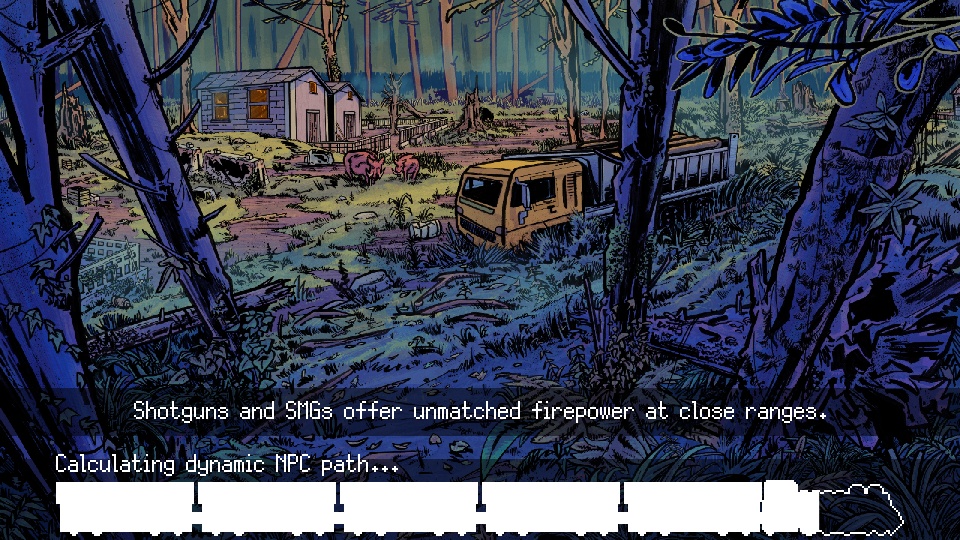 Shotguns and SMGs offer unmatched firepower at close ranges.
Calculating dynamic NPC path...